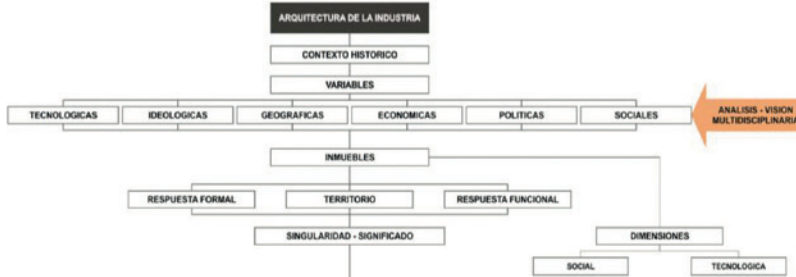 ARQUITECTURA DE LA INDUSTRIA
CONTEXTO HISTORICO
VARIABLES
TECNOLOGICAS
IDEOLOGICAS
GEOGRAFICAS
ECONOMICAS
POLITICAS
SOCIALES
ANALISIS - VISION
MULTIDISCIPLINARIA
INMUEBLES
RESPUESTA FORMAL
TERRITORIO
RESPUESTA FUNCIONAL
SINGULARIDAD - SIGNIFICADO
DIMENSIONES
SOCIAL
TECNOLOGICA